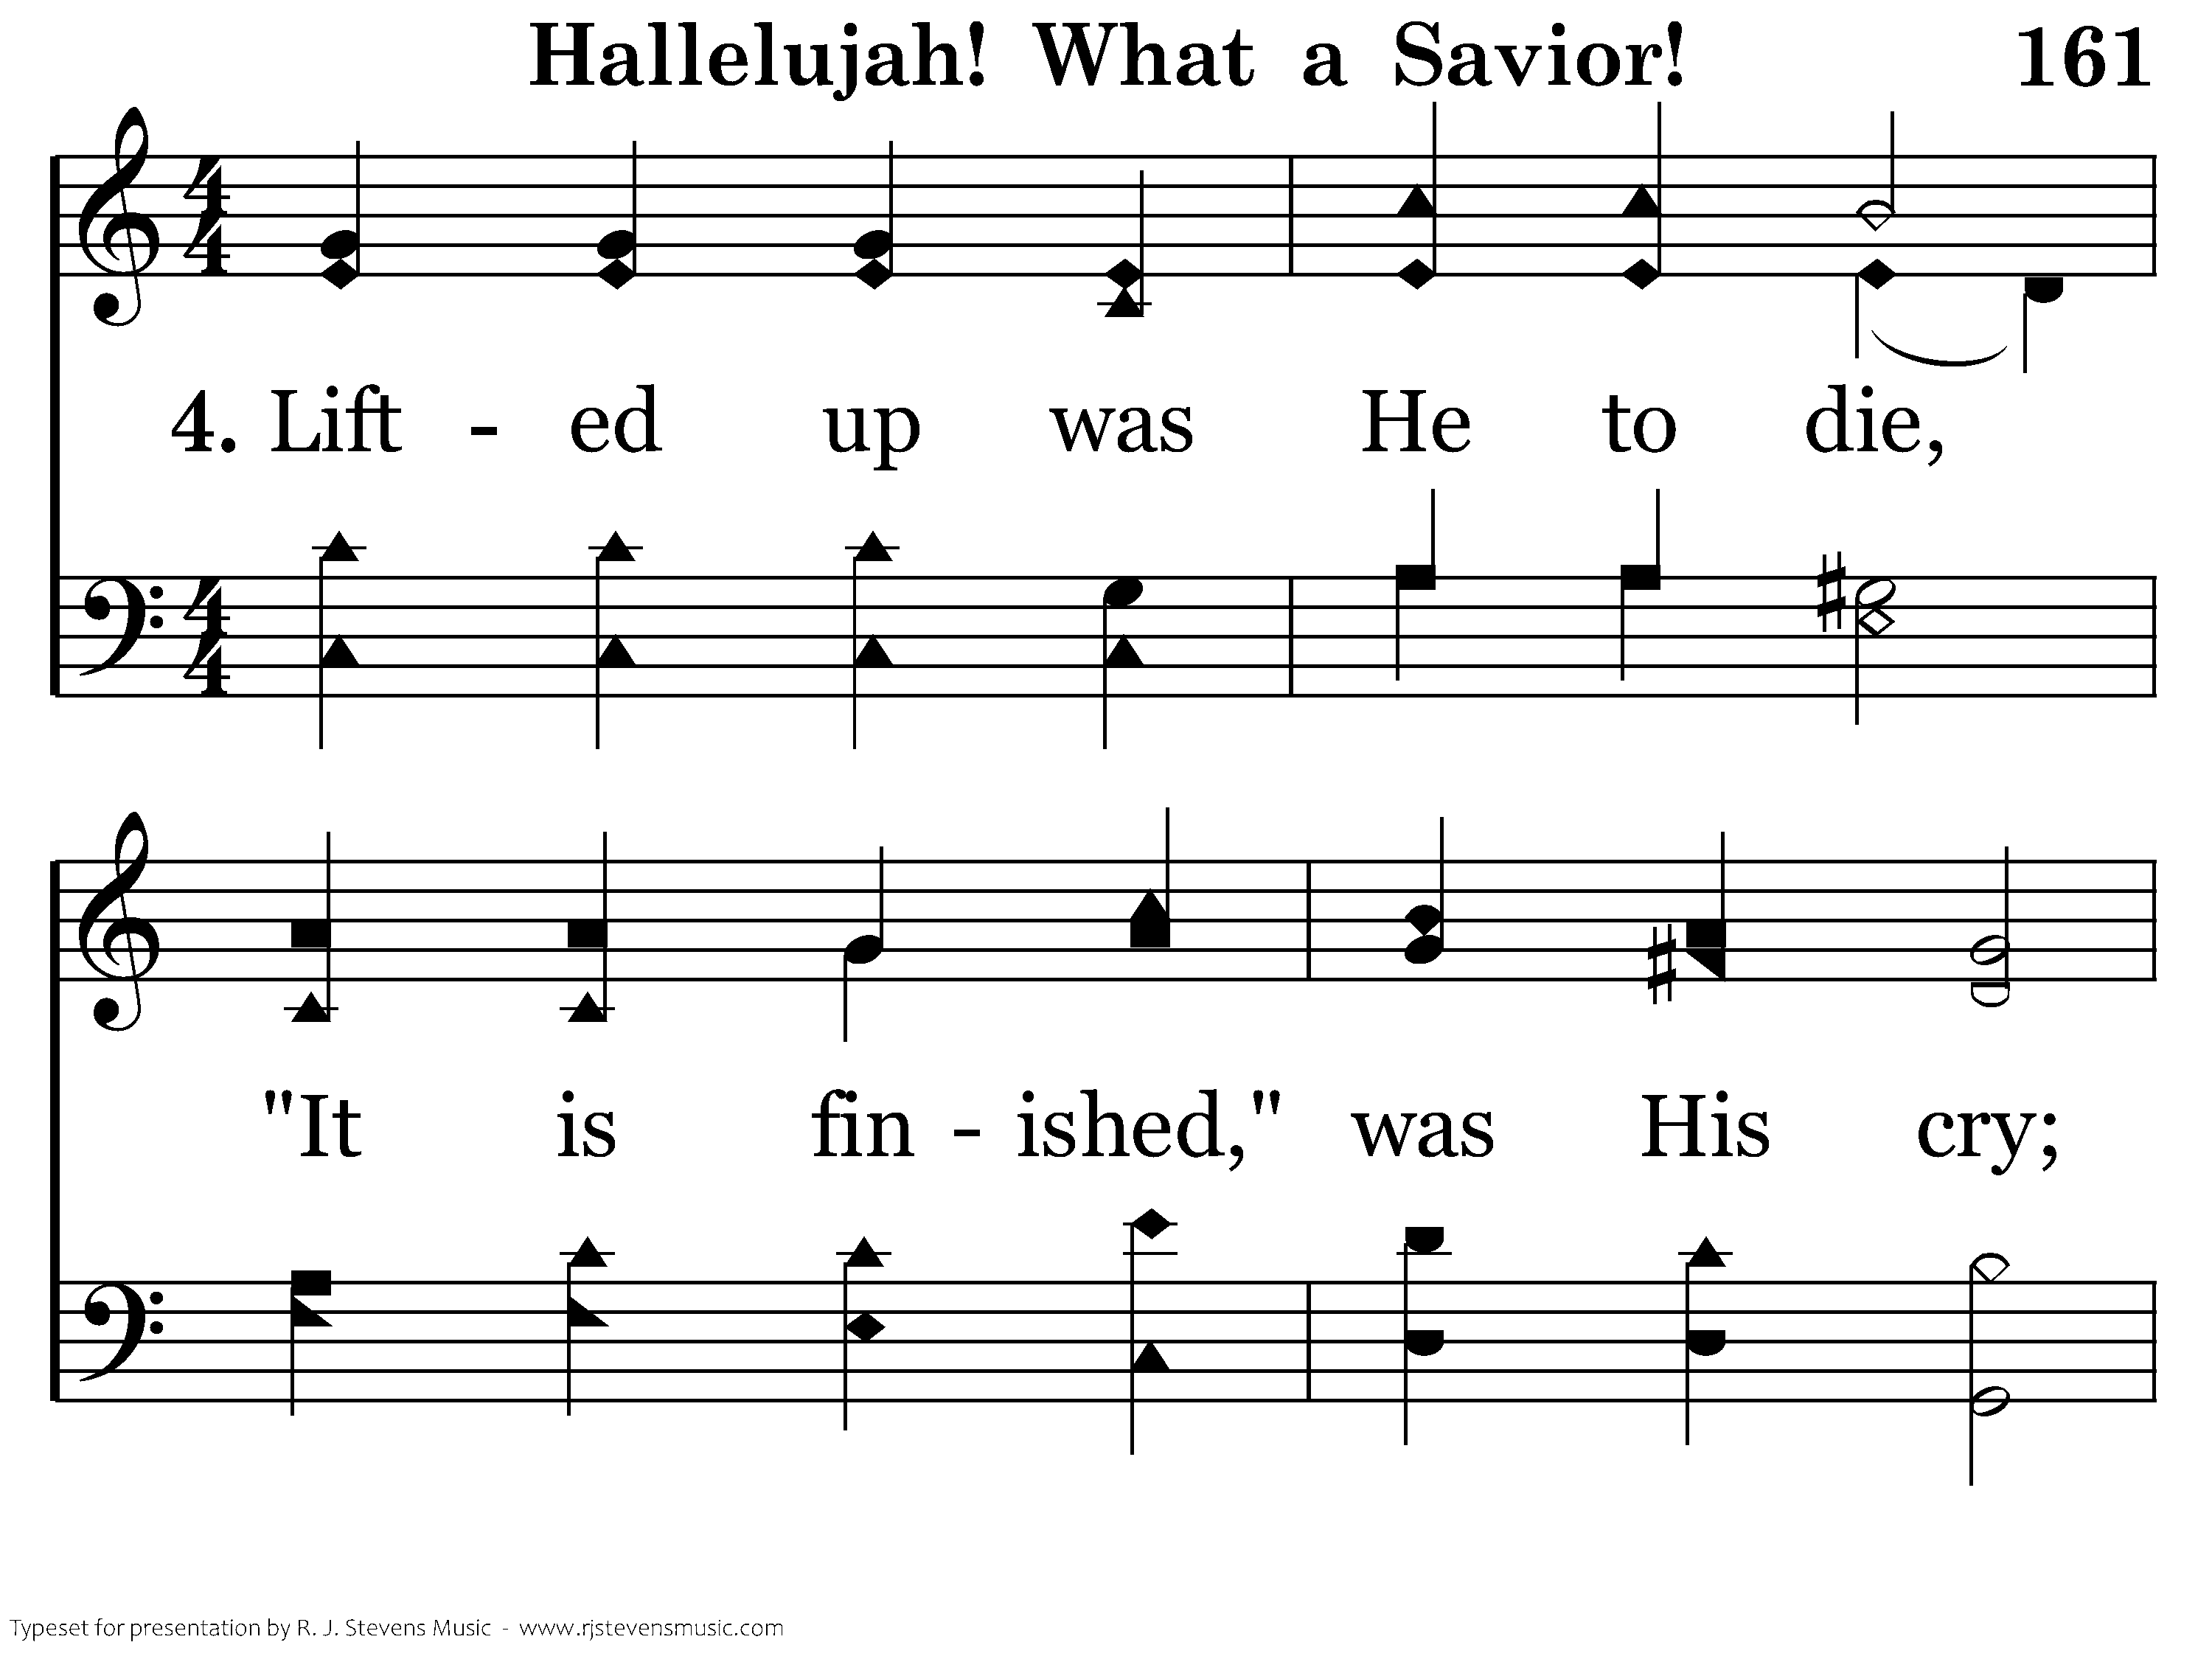 Hallelujah! What a Savior! 161
4. Lift - ed up was He to die,
"It is fin - ished," was His cry;
Typeset for presentation by R. J. Stevens Music - www.rjstevensmusic.com